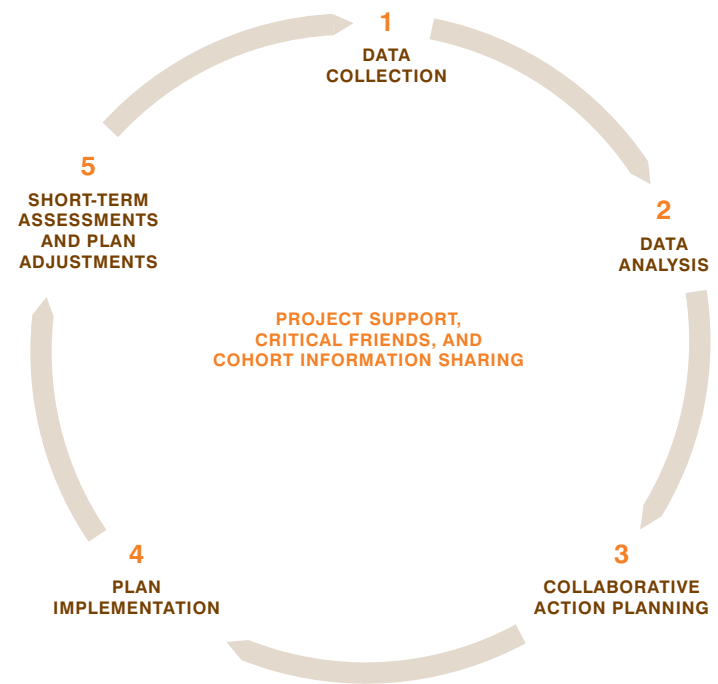 1
DATA
COLLECTION
2
DATA
ANALYSIS
3
COLLABORATIVE
ACTION PLANNING
4
PLAN
IMPLEMENTATION
5
SHORT-TERM
ASSESSMENTS
AND PLAN
ADJUSTMENTS
PROJECT SUPPORT,
CRITICAL FRIENDS, AND
COHORT INFORMATION SHARING